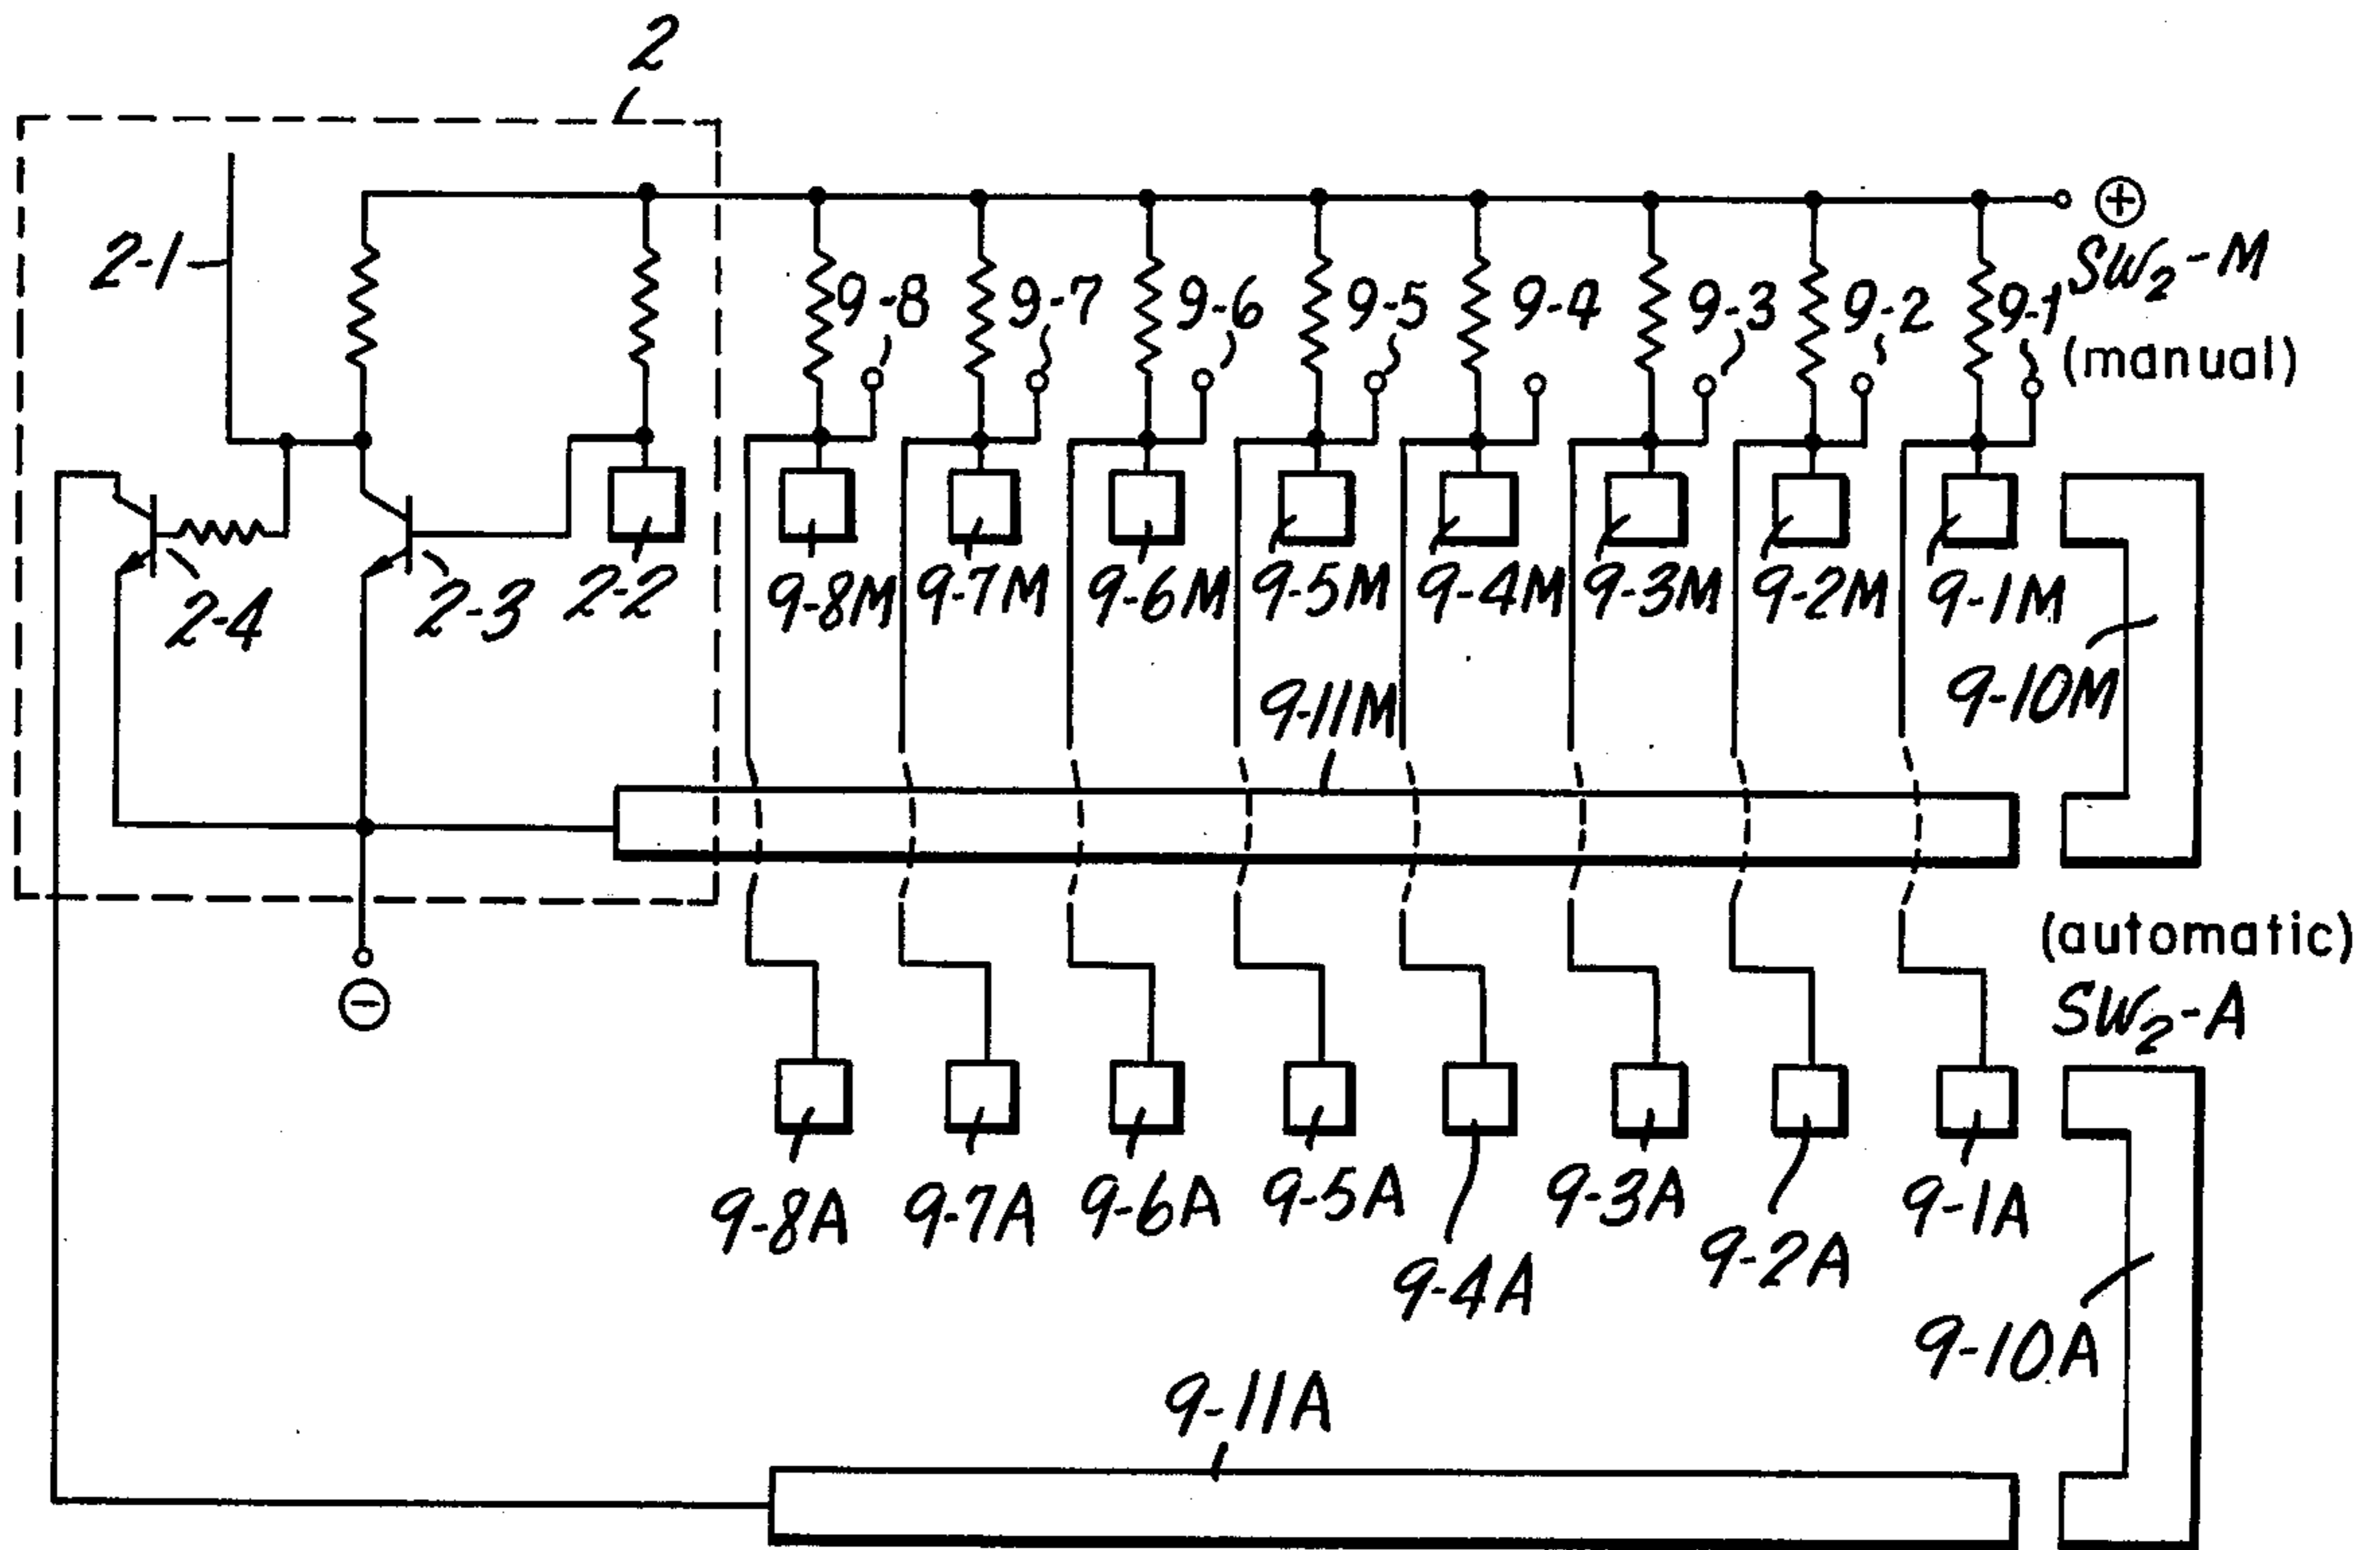 2
⊕
2-1
SW2-M
9-8 9-7 9-6 9-5 9-4 9-3 9-2 9-1
(manual)
2-4 2-3 2-2 9-8M 9-7M 9-6M 9-5M 9-4M 9-3M 9-2M 9-1M
9-11M 9-10M
(automatic)
⊖
SW2-A
9-8A 9-7A 9-6A 9-5A 9-3A 9-1A
9-4A 9-2A
9-10A
9-11A